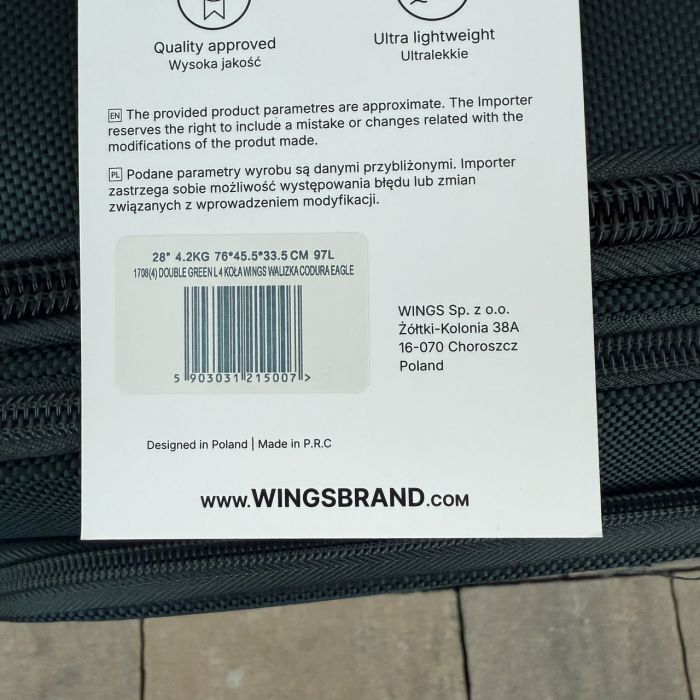 Quality approved
Wysoka jakość
Ultra lightweight
Ultralekkie
EN The provided product parametres are approximate. The Importer
reserves the right to include a mistake or changes related with the
modifications of the produt made.
PL Podane parametry wyrobu są danymi przybliżonymi. Importer
zastrzega sobie możliwość występowania błędu lub zmian
związanych z wprowadzeniem modyfikacji.
28" 4.2KG 76*45.5*33.5 CM 97L
1708(4) DOUBLE GREEN L 4 KOŁA WINGS WALIZKA CODURA EAGLE
5 903031 215007 >
WINGS Sp. z o.o.
Żółtki-Kolonia 38A
16-070 Choroszcz
Poland
Designed in Poland | Made in P.R.C
www.WINGSBRAND.com